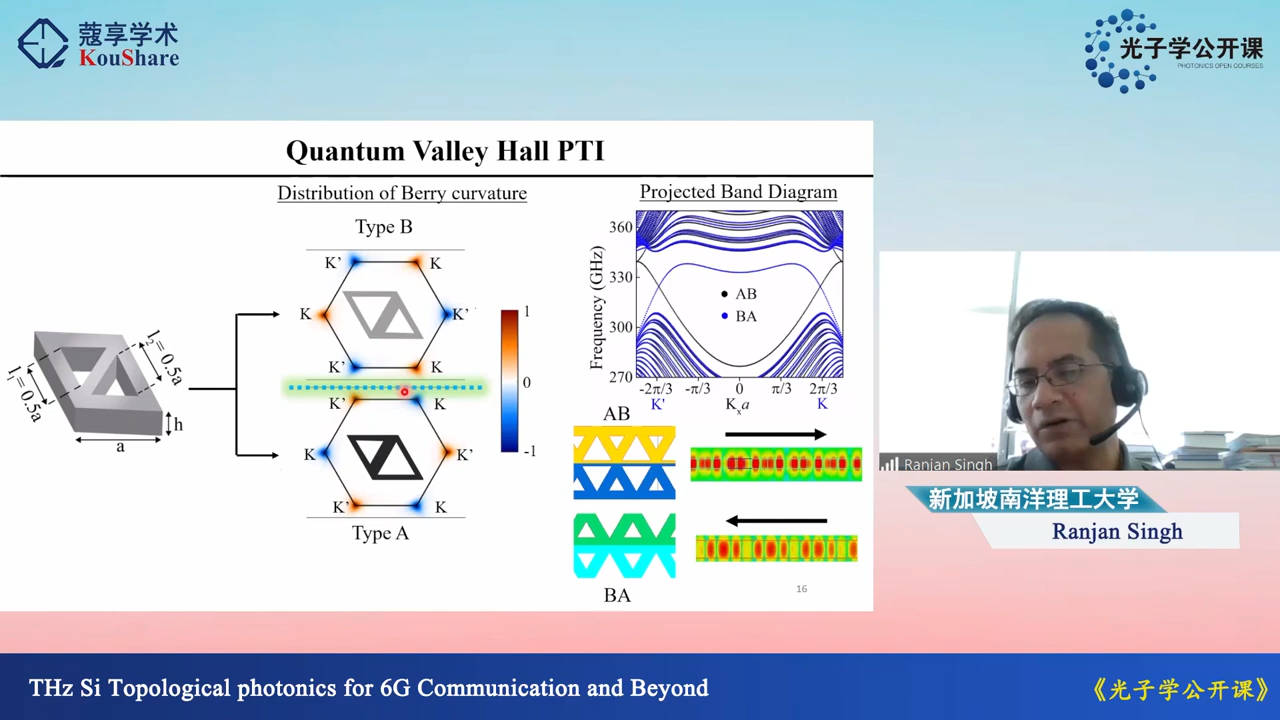 蔻享学术
KouShare
光子学公开课
PHOTONICS OPEN COURSES
Quantum Valley Hall PTI
Distribution of Berry curvature
Type B
K' K
K K'
K' K
K' K
K K'
K' K
Type A
l₁= 0.5a
l₂= 0.5a
h
a
1
0
-1
Projected Band Diagram
Frequency (GHz)
360
330
300
270
AB
BA
-2π/3 -π/3 0 π/3 2π/3
K' Kₓa K
AB
BA
16
Ranjan Singh
新加坡南洋理工大学
Ranjan Singh
THz Si Topological photonics for 6G Communication and Beyond
《光子学公开课》